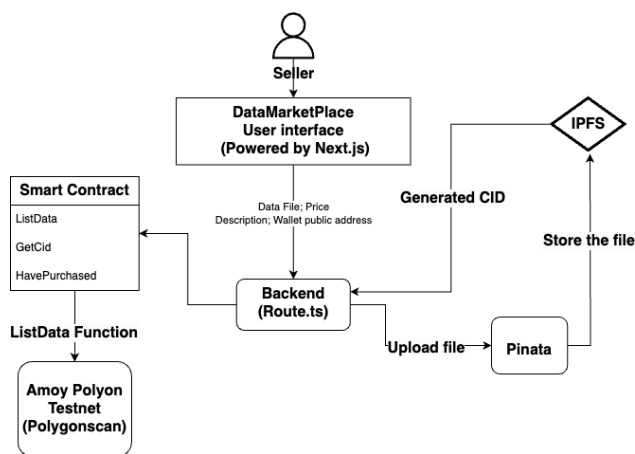 Seller
DataMarketPlace
User interface
(Powered by Next.js)
IPFS
Smart Contract
ListData
GetCid
HavePurchased
Data File; Price
Description; Wallet public address
Generated CID
Store the file
Backend
(Route.ts)
ListData Function
Upload file
Pinata
Amoy Polyon
Testnet
(Polygonscan)